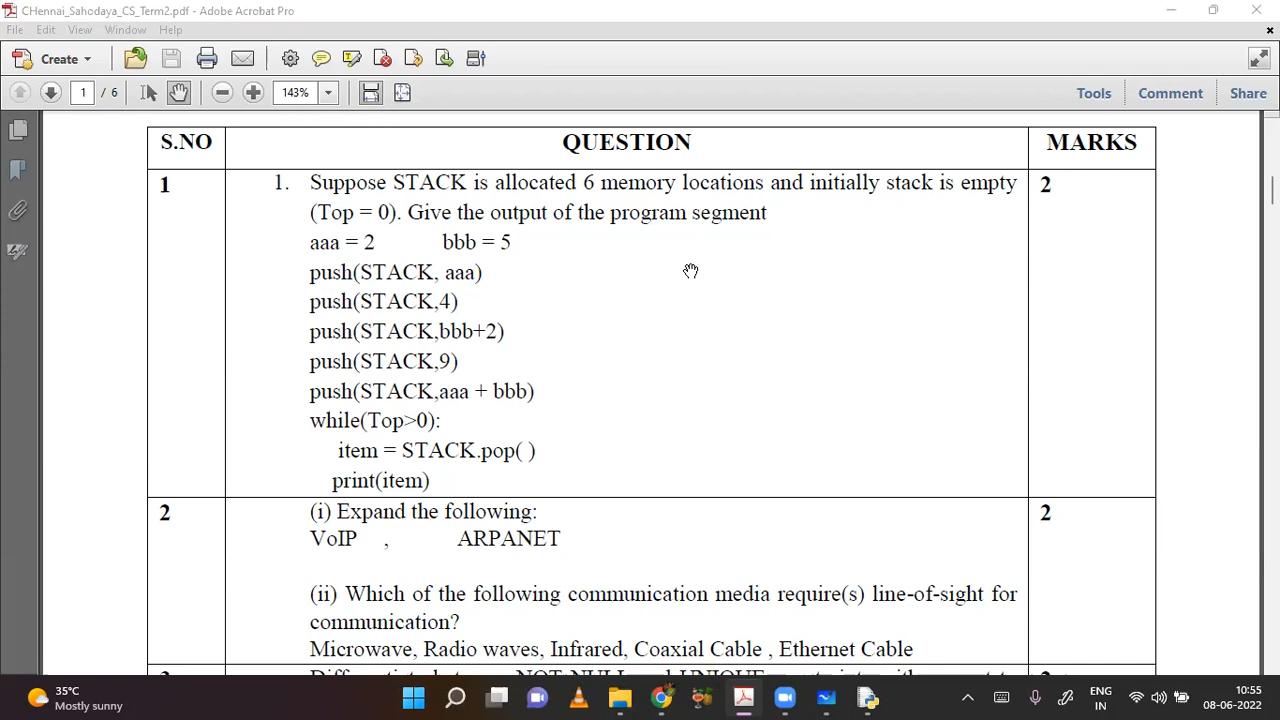 CHennai_Sahodaya_CS_Term2.pdf - Adobe Acrobat Pro
File Edit View Window Help
Create
1 / 6 143% Tools Comment Share
S.NO QUESTION MARKS
1 1. Suppose STACK is allocated 6 memory locations and initially stack is empty 2
(Top = 0). Give the output of the program segment
aaa = 2 bbb = 5
push(STACK, aaa)
push(STACK,4)
push(STACK,bbb+2)
push(STACK,9)
push(STACK,aaa + bbb)
while(Top>0):
item = STACK.pop( )
print(item)
2 (i) Expand the following: 2
VoIP , ARPANET
(ii) Which of the following communication media require(s) line-of-sight for
communication?
Microwave, Radio waves, Infrared, Coaxial Cable , Ethernet Cable
35°C
Mostly sunny
ENG
IN
10:55
08-06-2022